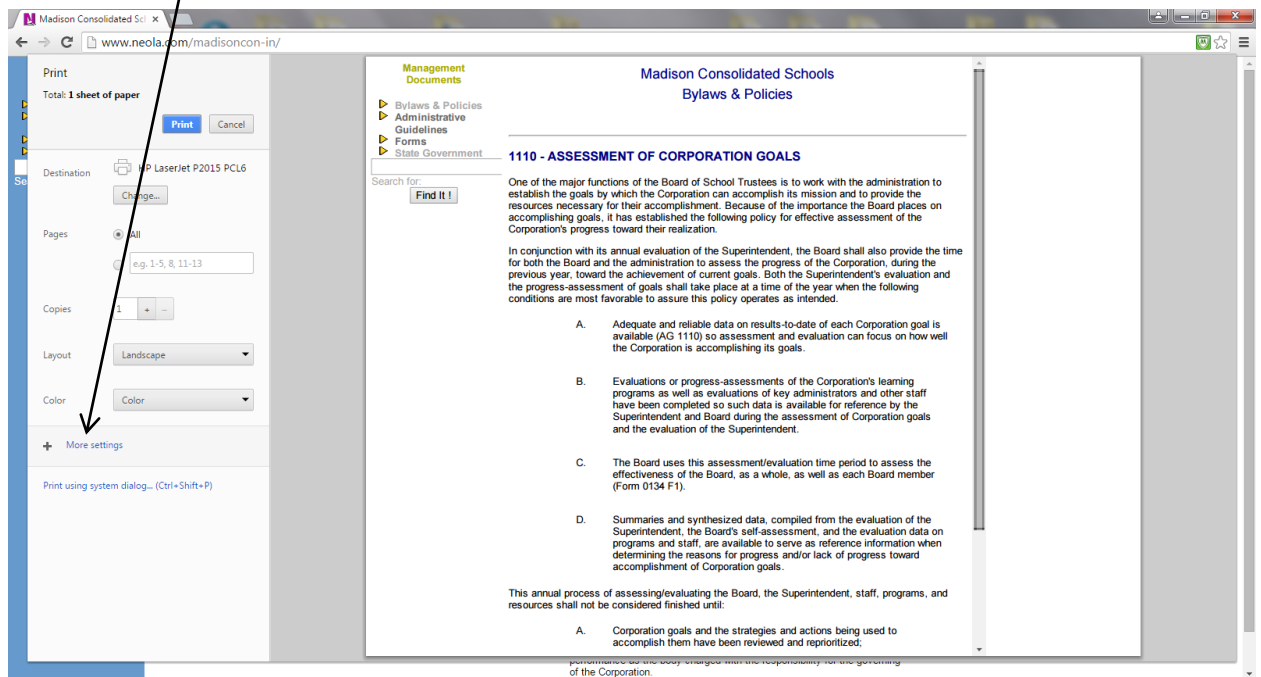 Madison Consolidated Scl
www.neola.com/madisoncon-in/
Print
Total: 1 sheet of paper
Print
Cancel
Destination
HP LaserJet P2015 PCL6
Change...
Pages
All
e.g. 1-5, 8, 11-13
Copies
1
+
-
Layout
Landscape
Color
Color
+ More settings
Print using system dialog... (Ctrl+Shift+P)
Se
Management
Documents
Bylaws & Policies
Administrative
Guidelines
Forms
State Government
Search for:
Find It !
Madison Consolidated Schools
Bylaws & Policies
1110 - ASSESSMENT OF CORPORATION GOALS
One of the major functions of the Board of School Trustees is to work with the administration to
establish the goals by which the Corporation can accomplish its mission and to provide the
resources necessary for their accomplishment. Because of the importance the Board places on
accomplishing goals, it has established the following policy for effective assessment of the
Corporation's progress toward their realization.
In conjunction with its annual evaluation of the Superintendent, the Board shall also provide the time
for both the Board and the administration to assess the progress of the Corporation, during the
previous year, toward the achievement of current goals. Both the Superintendent's evaluation and
the progress-assessment of goals shall take place at a time of the year when the following
conditions are most favorable to assure this policy operates as intended.
A. Adequate and reliable data on results-to-date of each Corporation goal is
available (AG 1110) so assessment and evaluation can focus on how well
the Corporation is accomplishing its goals.
B. Evaluations or progress-assessments of the Corporation's learning
programs as well as evaluations of key administrators and other staff
have been completed so such data is available for reference by the
Superintendent and Board during the assessment of Corporation goals
and the evaluation of the Superintendent.
C. The Board uses this assessment/evaluation time period to assess the
effectiveness of the Board, as a whole, as well as each Board member
(Form 0134 F1).
D. Summaries and synthesized data, compiled from the evaluation of the
Superintendent, the Board's self-assessment, and the evaluation data on
programs and staff, are available to serve as reference information when
determining the reasons for progress and/or lack of progress toward
accomplishment of Corporation goals.
This annual process of assessing/evaluating the Board, the Superintendent, staff, programs, and
resources shall not be considered finished until:
A. Corporation goals and the strategies and actions being used to
accomplish them have been reviewed and reprioritized;
performance as the body charged with the responsibility for the governing
of the Corporation.